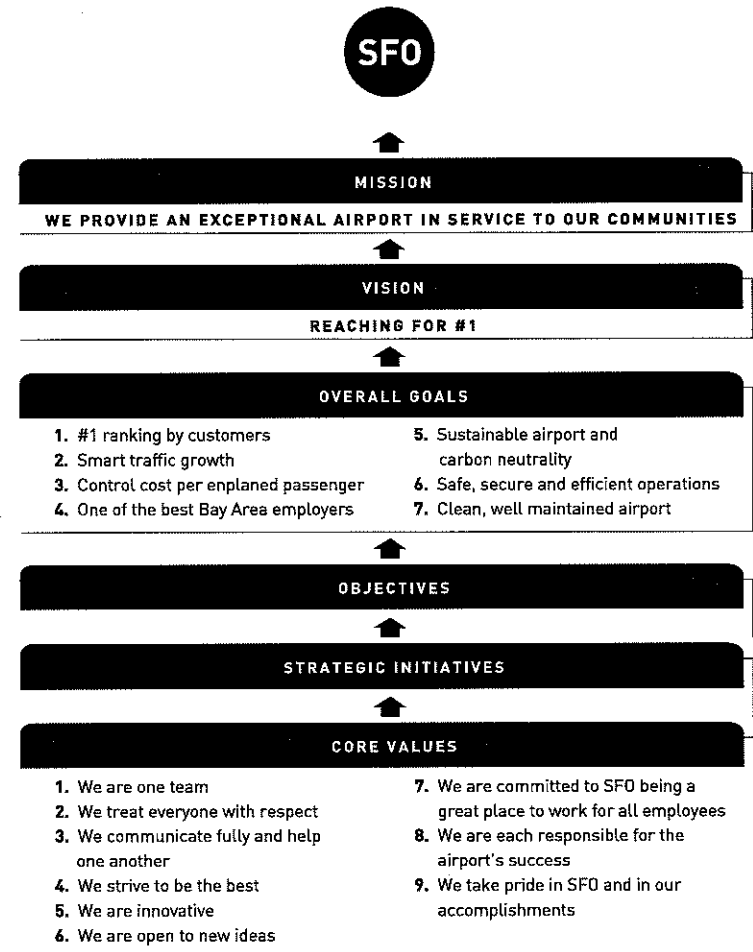 SFO
MISSION
WE PROVIDE AN EXCEPTIONAL AIRPORT IN SERVICE TO OUR COMMUNITIES
VISION
REACHING FOR #1
OVERALL GOALS
1. #1 ranking by customers
2. Smart traffic growth
3. Control cost per enplaned passenger
4. One of the best Bay Area employers
5. Sustainable airport and
carbon neutrality
6. Safe, secure and efficient operations
7. Clean, well maintained airport
OBJECTIVES
STRATEGIC INITIATIVES
CORE VALUES
1. We are one team
2. We treat everyone with respect
3. We communicate fully and help
one another
4. We strive to be the best
5. We are innovative
6. We are open to new ideas
7. We are committed to SFO being a
great place to work for all employees
8. We are each responsible for the
airport's success
9. We take pride in SFO and in our
accomplishments